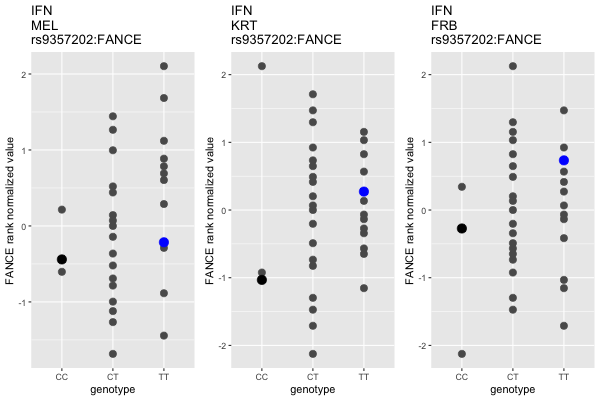 IFN
MEL
rs9357202:FANCE
FANCE rank normalized value
2
1
0
-1
CC CT TT
genotype
IFN
KRT
rs9357202:FANCE
FANCE rank normalized value
2
1
0
-1
-2
CC CT TT
genotype
IFN
FRB
rs9357202:FANCE
FANCE rank normalized value
2
1
0
-1
-2
CC CT TT
genotype